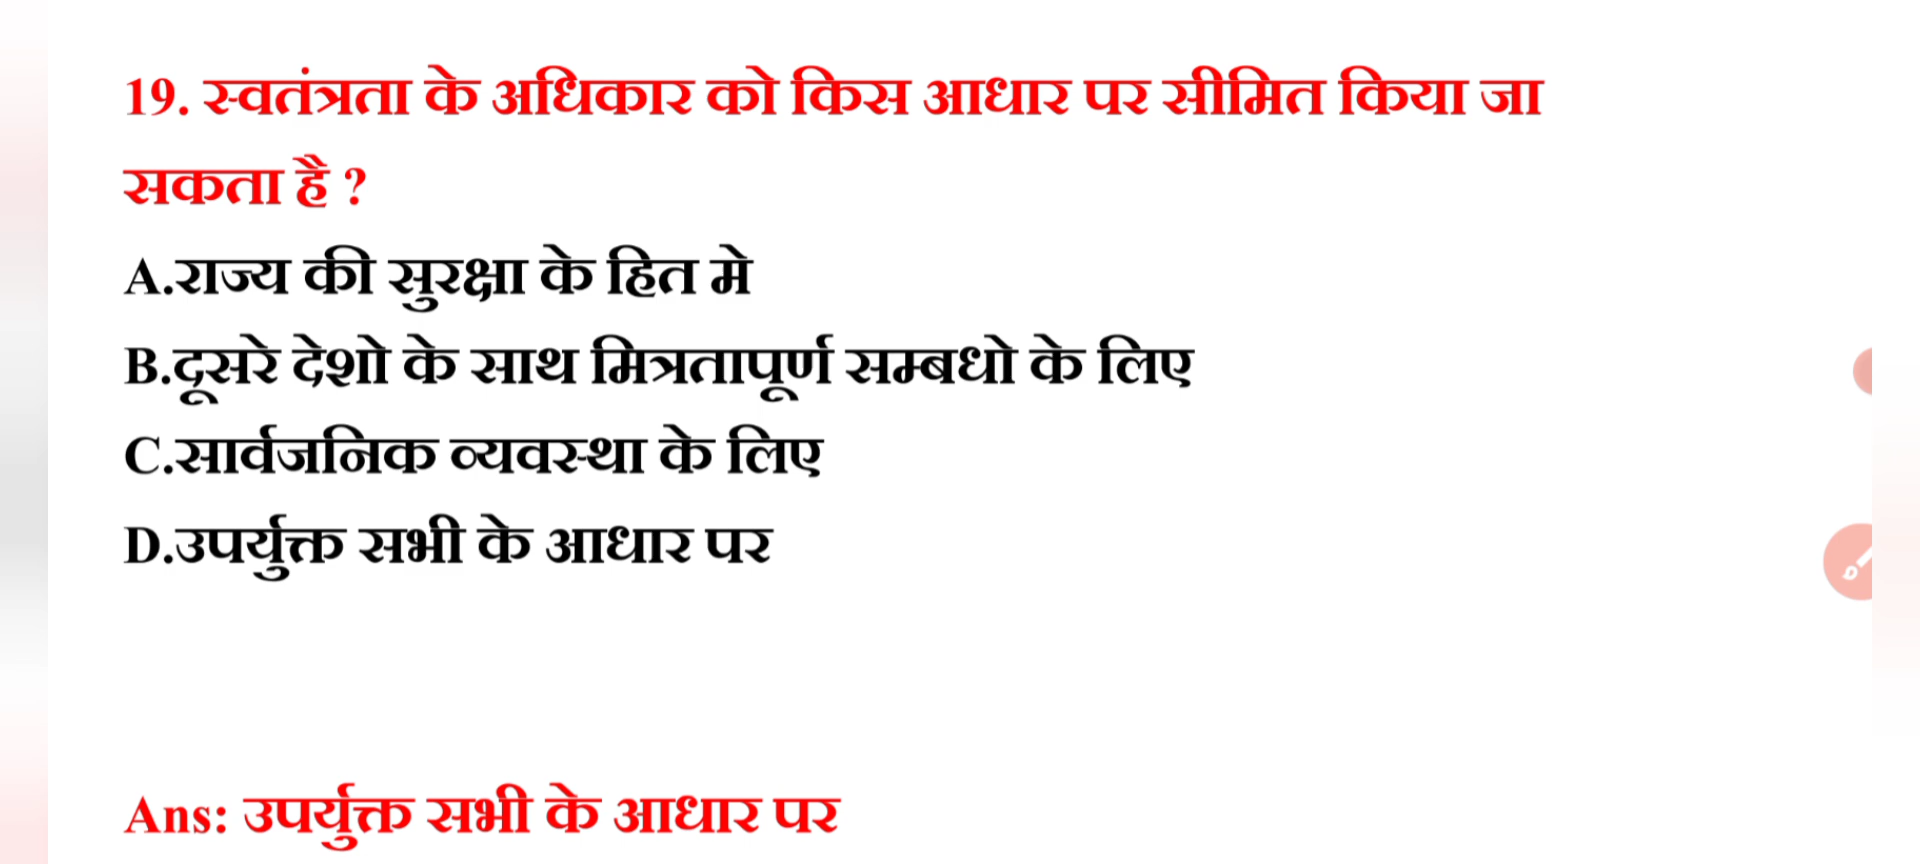 19. स्वतंत्रता के अधिकार को किस आधार पर सीमित किया जा
सकता है ?
A.राज्य की सुरक्षा के हित मे
B.दूसरे देशो के साथ मित्रतापूर्ण सम्बधो के लिए
C.सार्वजनिक व्यवस्था के लिए
D.उपर्युक्त सभी के आधार पर
Ans: उपर्युक्त सभी के आधार पर